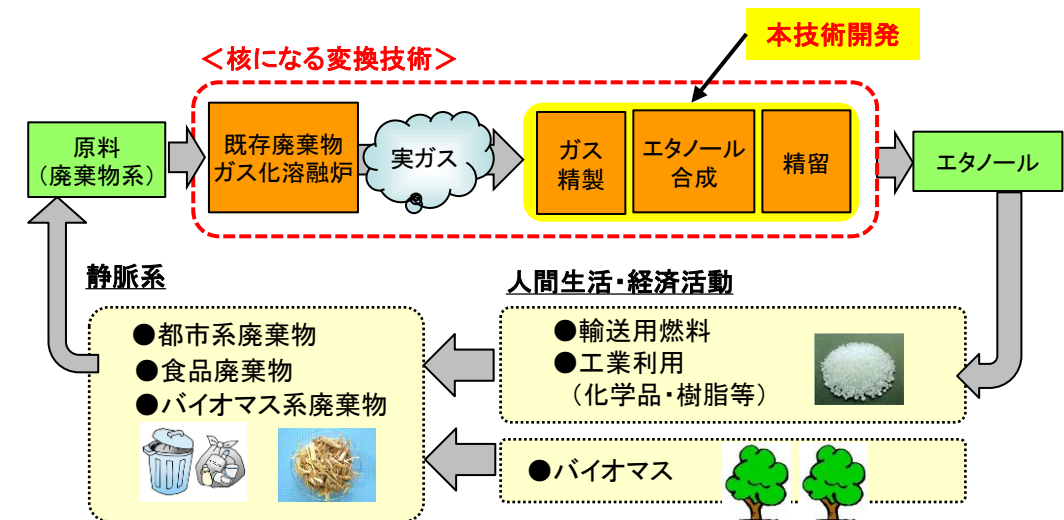 本技術開発
＜核になる変換技術＞
原料
（廃棄物系）
既存廃棄物
ガス化溶融炉
実ガス
ガス
精製
エタノール
合成
精留
エタノール
静脈系
●都市系廃棄物
●食品廃棄物
●バイオマス系廃棄物
人間生活・経済活動
●輸送用燃料
●工業利用
（化学品・樹脂等）
●バイオマス